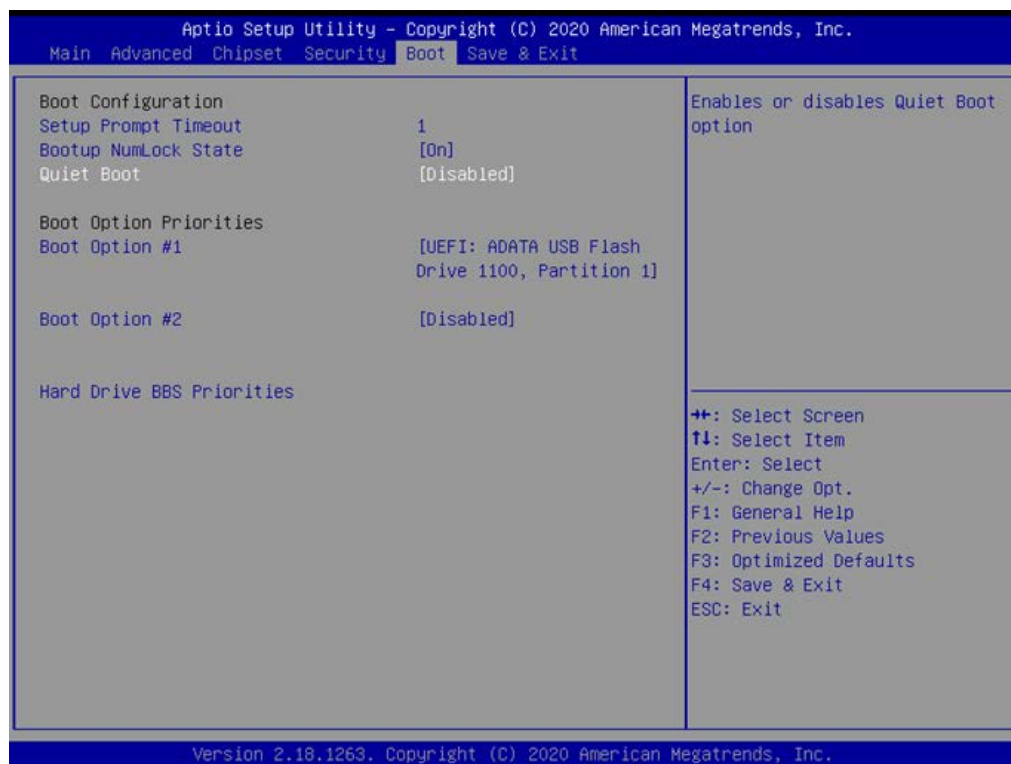 Aptio Setup Utility – Copyright (C) 2020 American Megatrends, Inc.
Main Advanced Chipset Security Boot Save & Exit
Boot Configuration
Setup Prompt Timeout 1
Bootup NumLock State [On]
Quiet Boot [Disabled]
Boot Option Priorities
Boot Option #1 [UEFI: ADATA USB Flash
Drive 1100, Partition 1]
Boot Option #2 [Disabled]
Hard Drive BBS Priorities
Enables or disables Quiet Boot
option
→←: Select Screen
↑↓: Select Item
Enter: Select
+/-: Change Opt.
F1: General Help
F2: Previous Values
F3: Optimized Defaults
F4: Save & Exit
ESC: Exit
Version 2.18.1263. Copyright (C) 2020 American Megatrends, Inc.